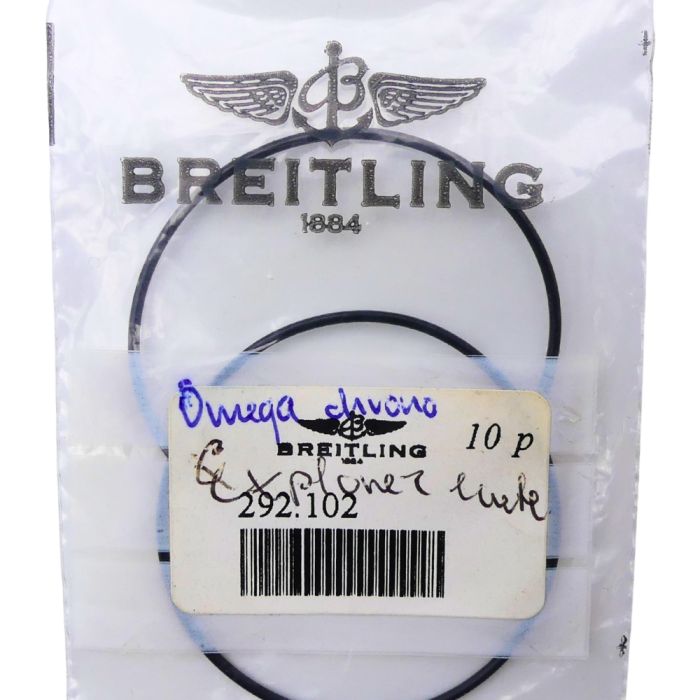 BREITLING
1884
Omega chrono
BREITLING
1884
10 p
Explorer
292.102